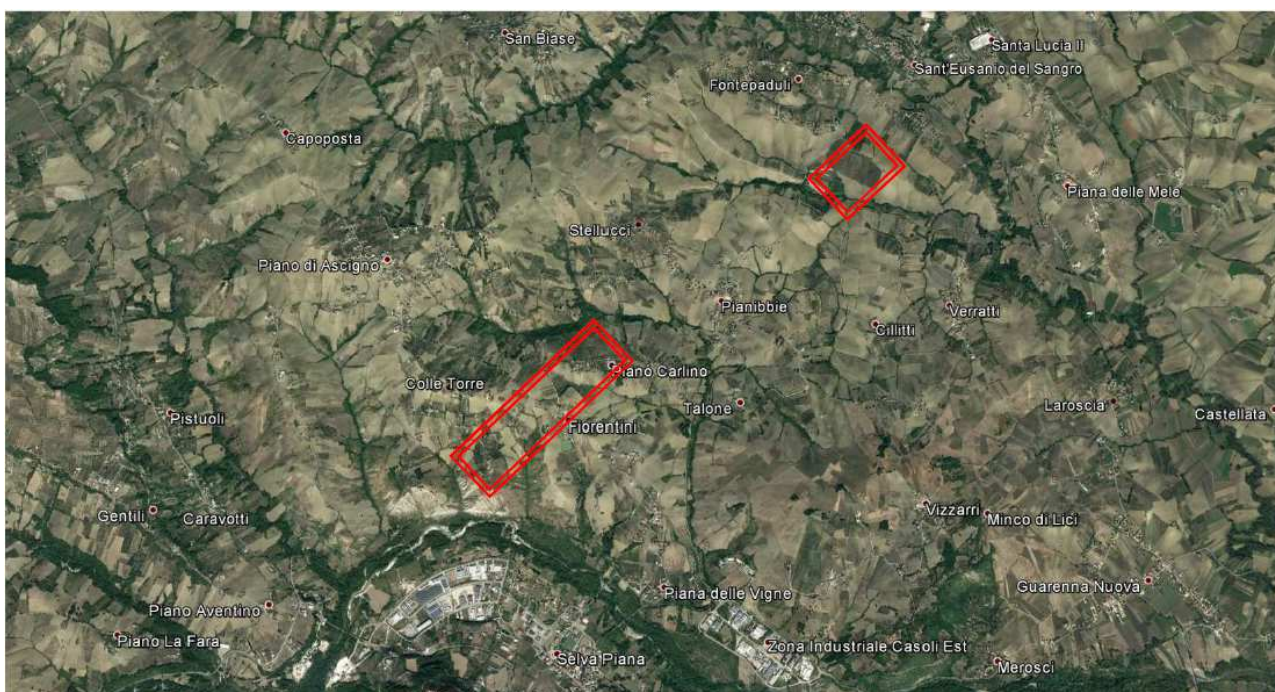 San Biase
Santa Lucia II
Sant'Eusanio del Sangro
Fontepaduli
Capoposta
Piana delle Mele
Stellucci
Piano di Ascigno
Pianibbie
Verratti
Cillitti
Piano Carlino
Colle Torre
Talone
Laroscia
Castellata
Pistuoli
Fiorentini
Gentili
Caravotti
Vizzarri
Minco di Lici
Guarenna Nuova
Piana delle Vigne
Piano Aventino
Piano La Fara
Selva Piana
Zona Industriale Casoli Est
Merosci